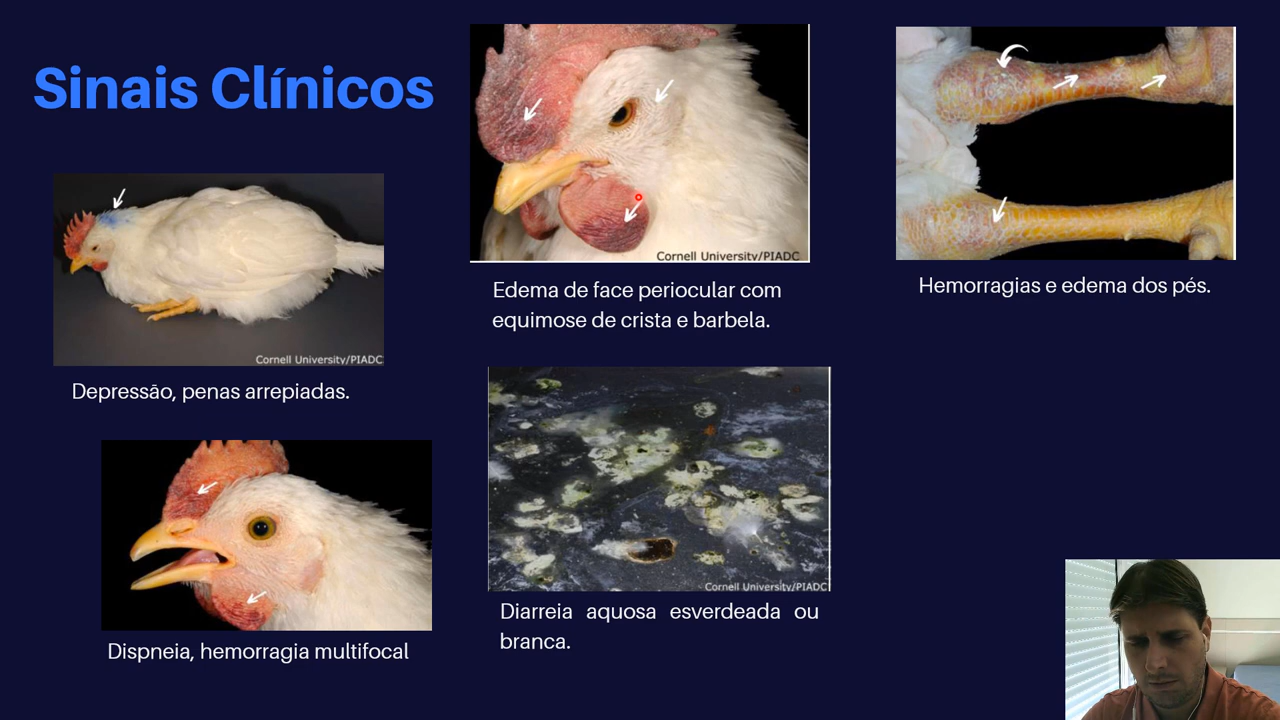 Sinais Clínicos
Cornell University/PIADC
Depressão, penas arrepiadas.
Dispneia, hemorragia multifocal
Cornell University/PIADC
Edema de face periocular com
equimose de crista e barbela.
Cornell University/PIADC
Diarreia aquosa esverdeada ou
branca.
Hemorragias e edema dos pés.